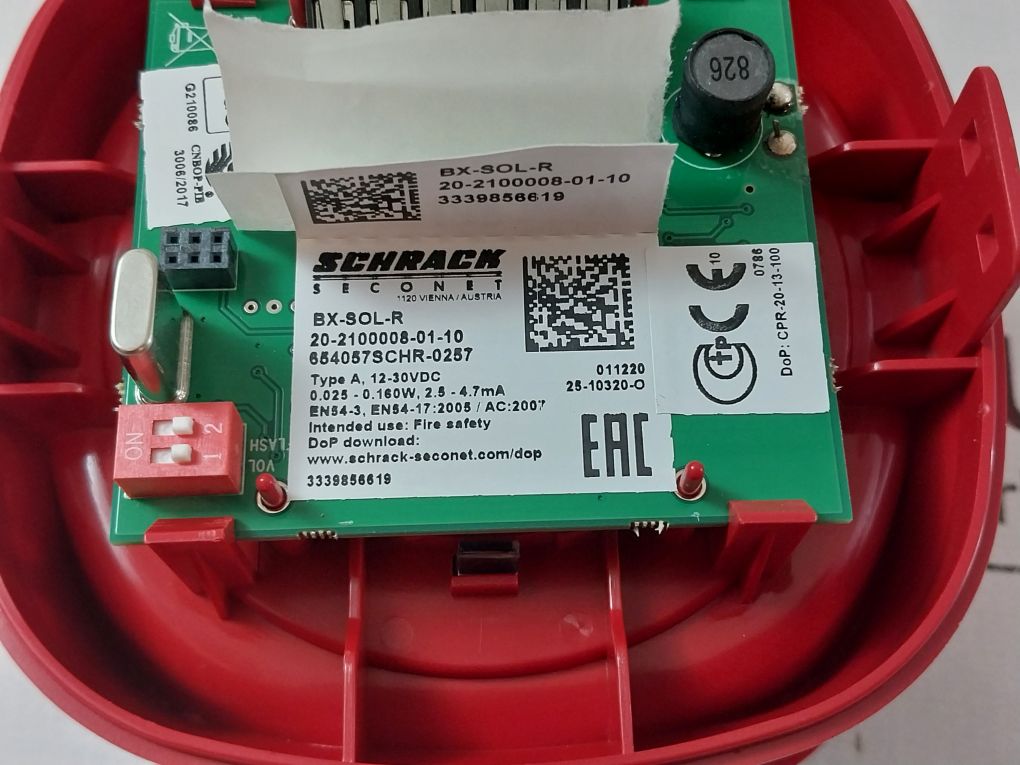 826
G210086
CNBOP-PIB
3006/2017
BX-SOL-R
20-2100008-01-10
3339856619
SCHRACK
SECONET
1120 VIENNA / AUSTRIA
BX-SOL-R
20-2100008-01-10
654057SCHR-0257
Type A, 12-30VDC
0.025 - 0.160W, 2.5 - 4.7mA
EN54-3, EN54-17:2005 / AC:2007
Intended use: Fire safety
DoP download:
www.schrack-seconet.com/dop
3339856619
011220
25-10320-O
EAC
CE 10
0786
DoP: CPR-20-13-100
tp
ON
1 2
VOL
FLASH